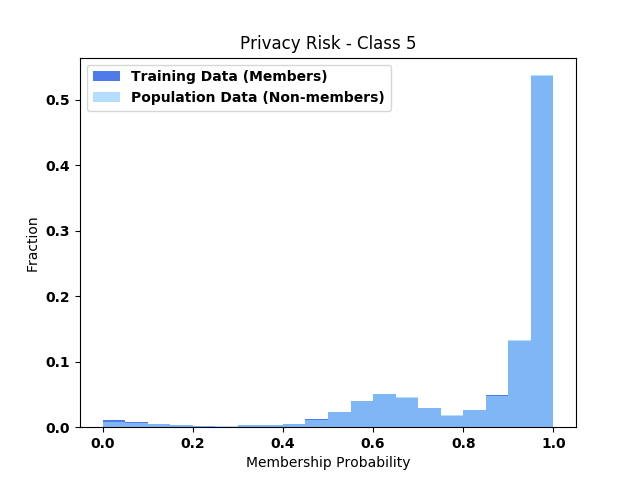 Privacy Risk - Class 5
Training Data (Members)
Population Data (Non-members)
Fraction
0.5
0.4
0.3
0.2
0.1
0.0
0.0 0.2 0.4 0.6 0.8 1.0
Membership Probability